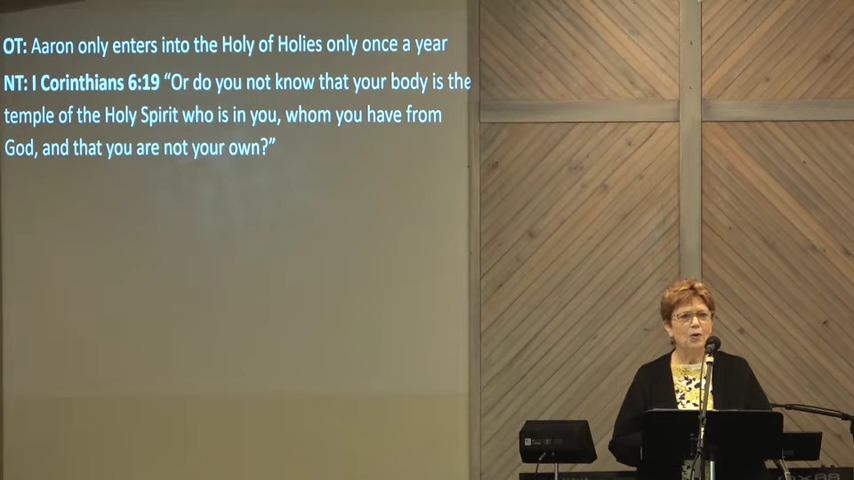 OT: Aaron only enters into the Holy of Holies only once a year
NT: I Corinthians 6:19 “Or do you not know that your body is the
temple of the Holy Spirit who is in you, whom you have from
God, and that you are not your own?”